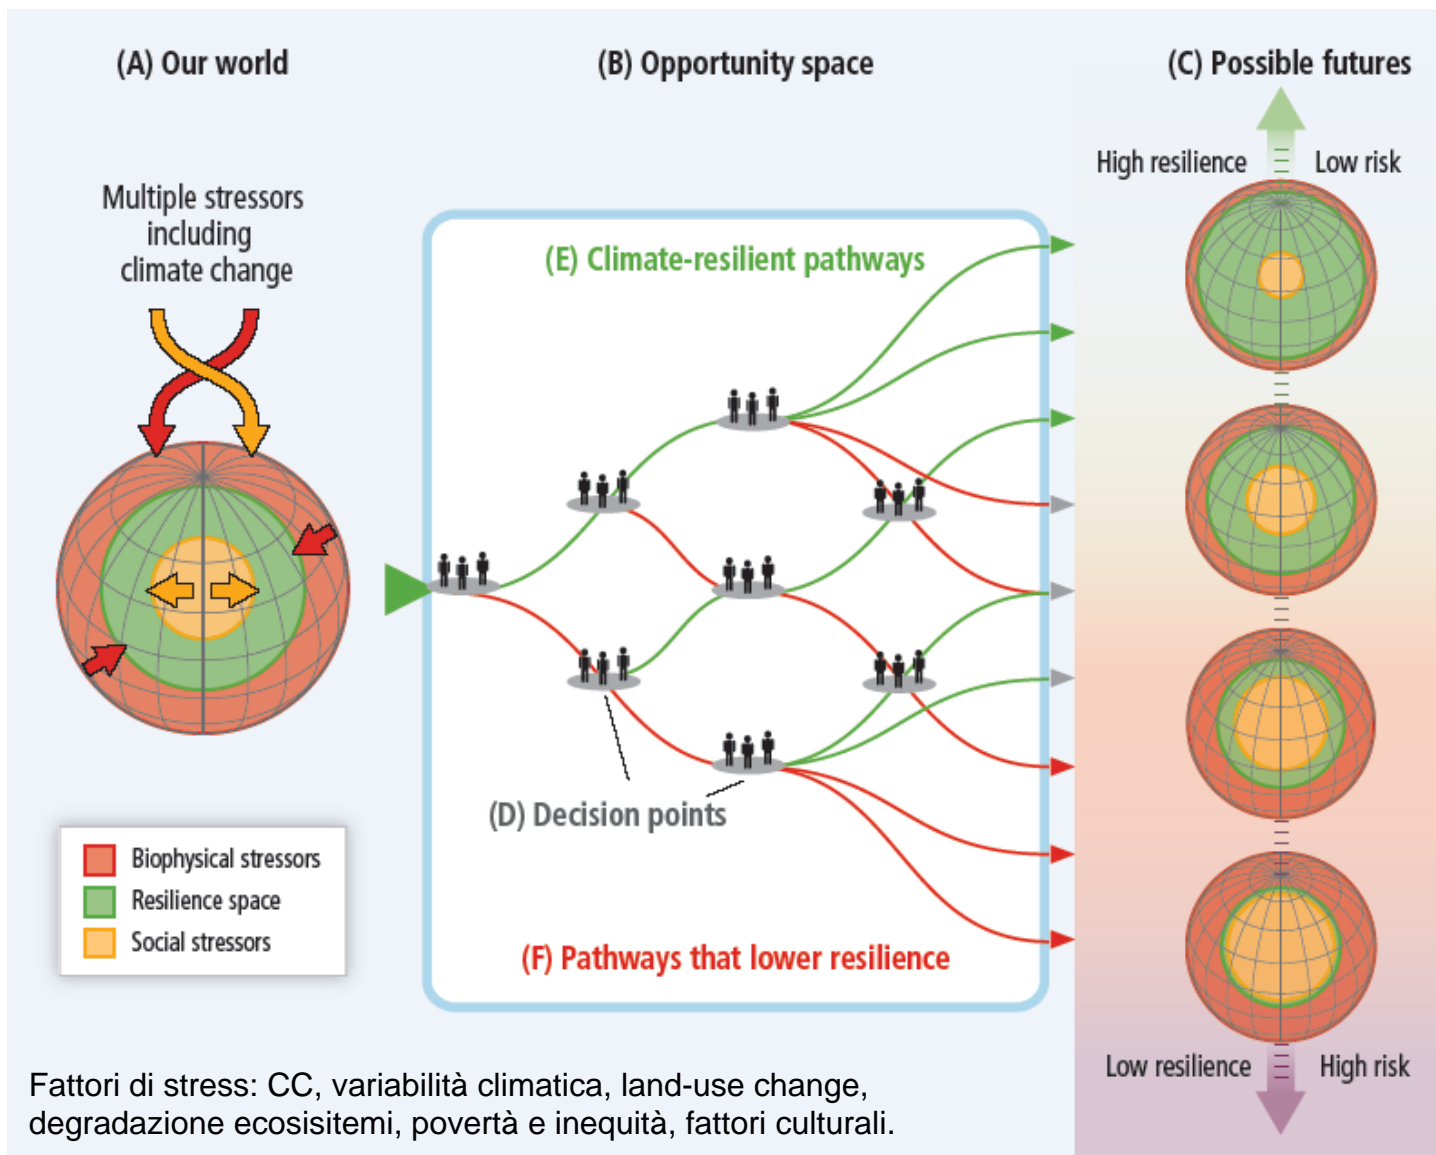 (A) Our world
(B) Opportunity space
(C) Possible futures
Multiple stressors
including
climate change
High resilience
Low risk
(E) Climate-resilient pathways
(D) Decision points
(F) Pathways that lower resilience
Biophysical stressors
Resilience space
Social stressors
Low resilience
High risk
Fattori di stress: CC, variabilità climatica, land-use change,
degradazione ecosisitemi, povertà e inequità, fattori culturali.